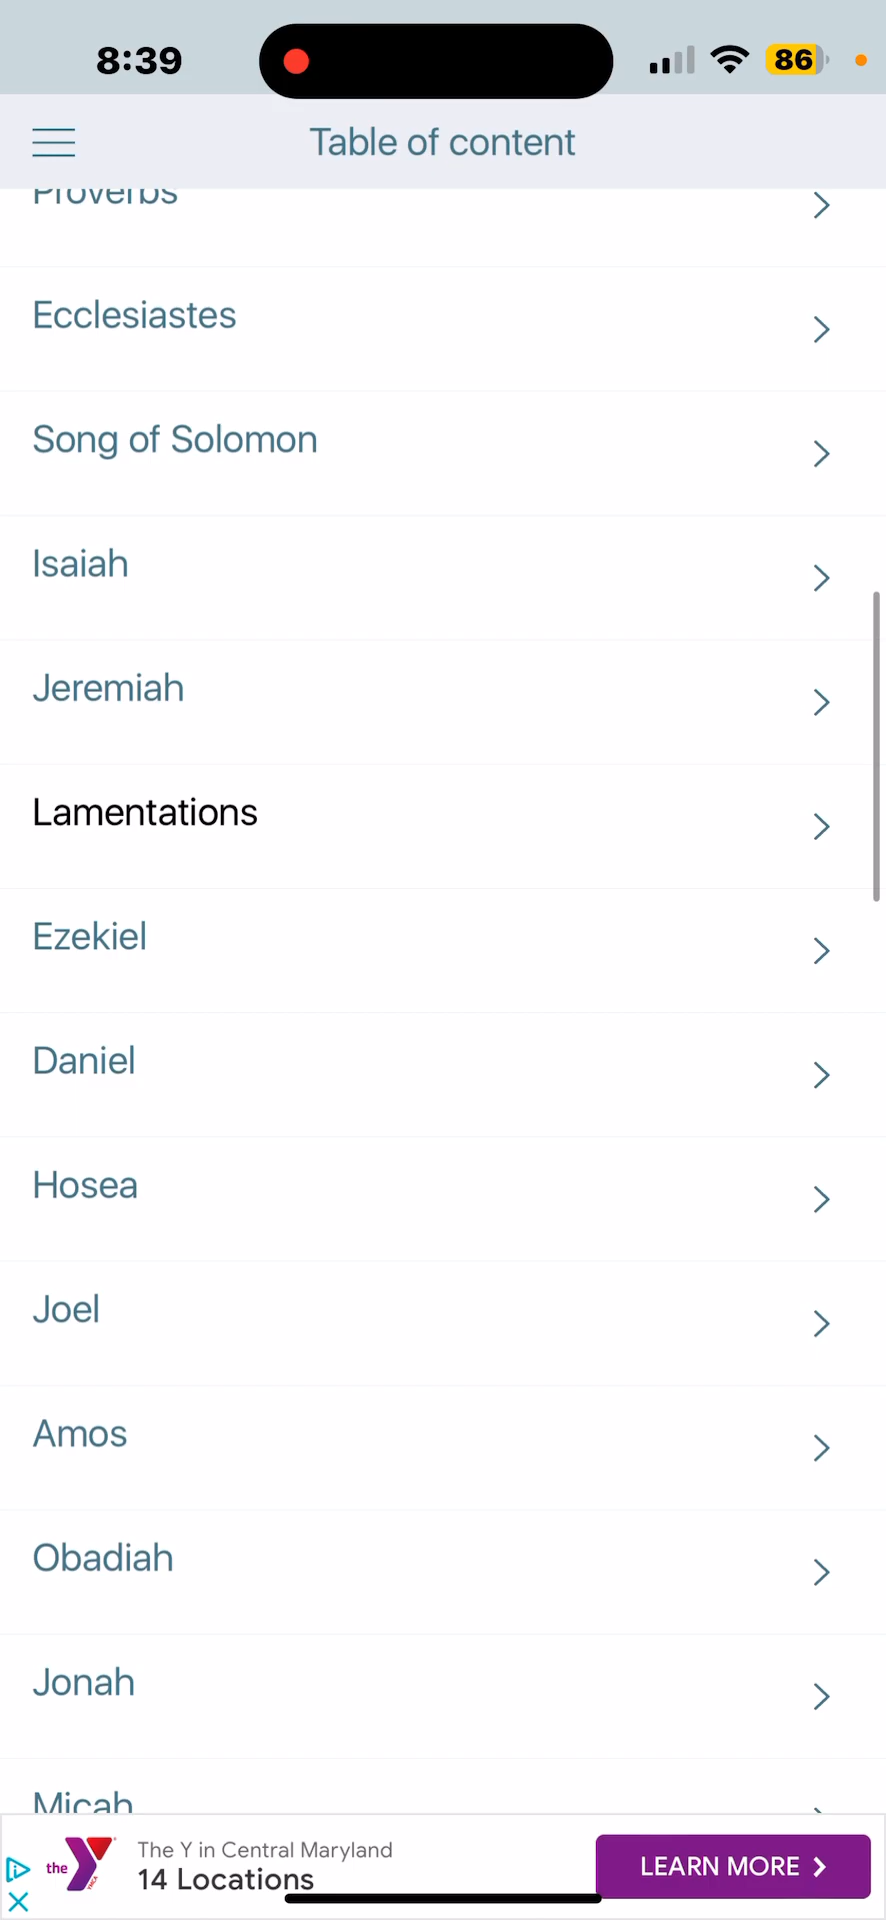 8:39
86
Table of content
Proverbs
Ecclesiastes
Song of Solomon
Isaiah
Jeremiah
Lamentations
Ezekiel
Daniel
Hosea
Joel
Amos
Obadiah
Jonah
Micah
the Y
The Y in Central Maryland
14 Locations
LEARN MORE